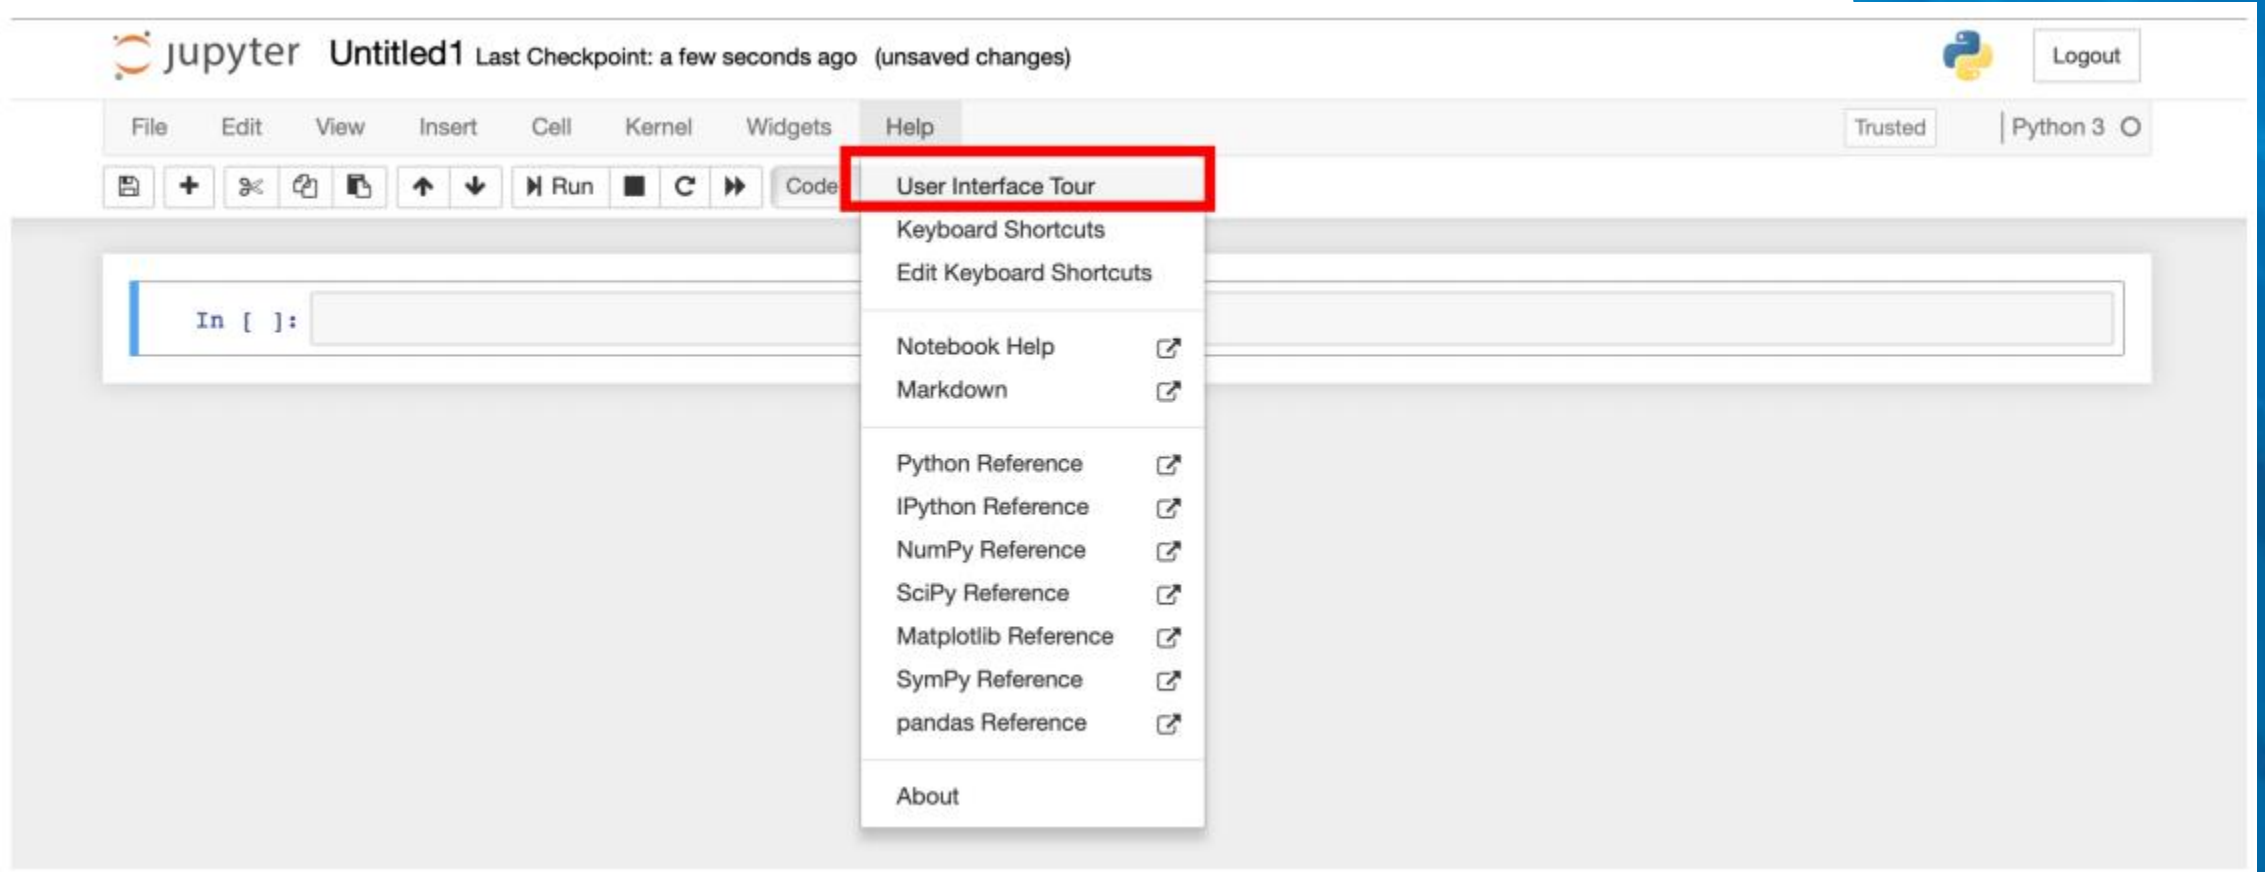 jupyter Untitled1 Last Checkpoint: a few seconds ago (unsaved changes) Logout
File Edit View Insert Cell Kernel Widgets Help Trusted Python 3
Run Code User Interface Tour
Keyboard Shortcuts
Edit Keyboard Shortcuts
In [ ]:
Notebook Help
Markdown
Python Reference
IPython Reference
NumPy Reference
SciPy Reference
Matplotlib Reference
SymPy Reference
pandas Reference
About